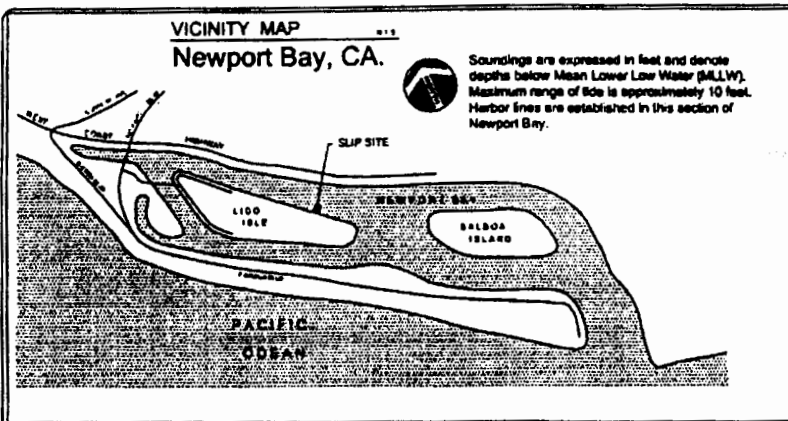 VICINITY MAP
Newport Bay, CA.
Soundings are expressed in feet and denote
depths below Mean Lower Low Water (MLLW).
Maximum range of tide is approximately 10 feet.
Harbor lines are established in this section of
Newport Bay.
WEST
COAST
HIGHWAY
SLIP SITE
NEWPORT BAY
LIDO
ISLE
BALBOA
ISLAND
PACIFIC
OCEAN